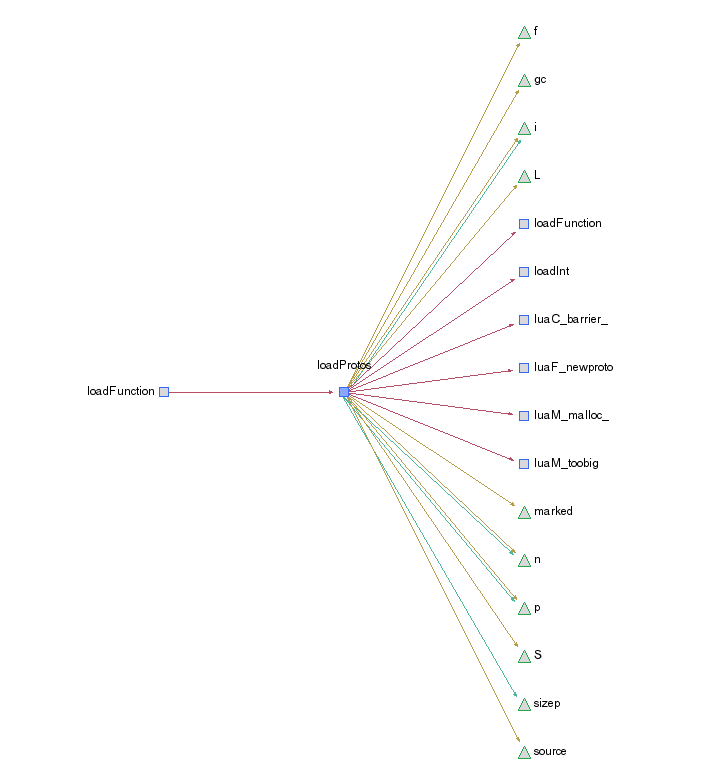 f
gc
i
L
loadFunction
loadInt
luaC_barrier_
loadProtos
luaF_newproto
loadFunction
luaM_malloc_
luaM_toobig
marked
n
p
S
sizep
source